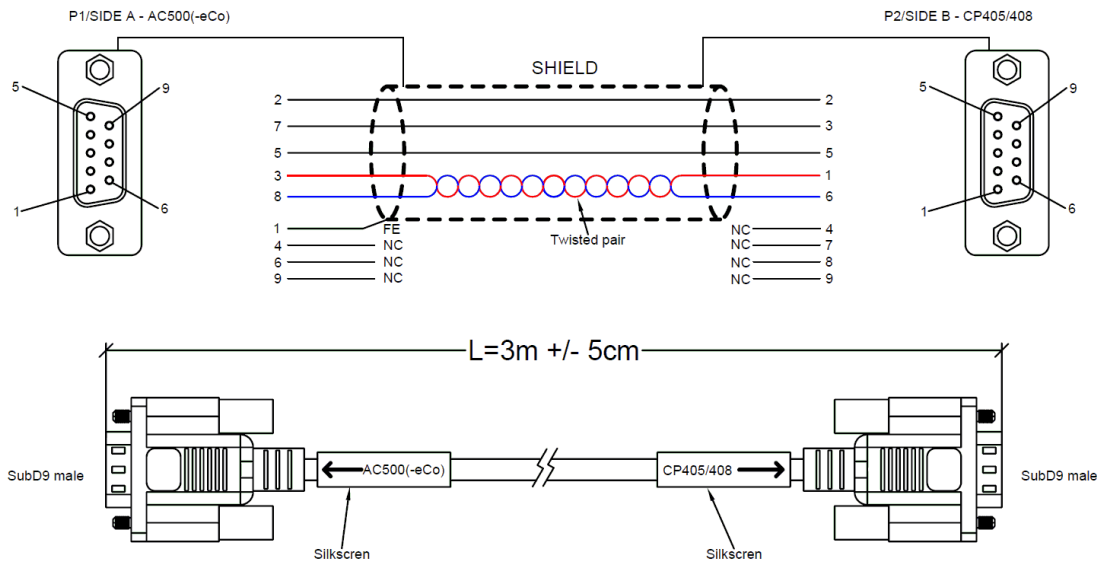 P1/SIDE A - AC500(-eCo)
P2/SIDE B - CP405/408
SHIELD
5
9
1
6
2
7
5
3
8
1
4
6
9
FE
NC
NC
NC
Twisted pair
2
3
5
1
6
NC 4
NC 7
NC 8
NC 9
5
9
1
6
L=3m +/- 5cm
SubD9 male
AC500(-eCo)
CP405/408
SubD9 male
Silkscren
Silkscren